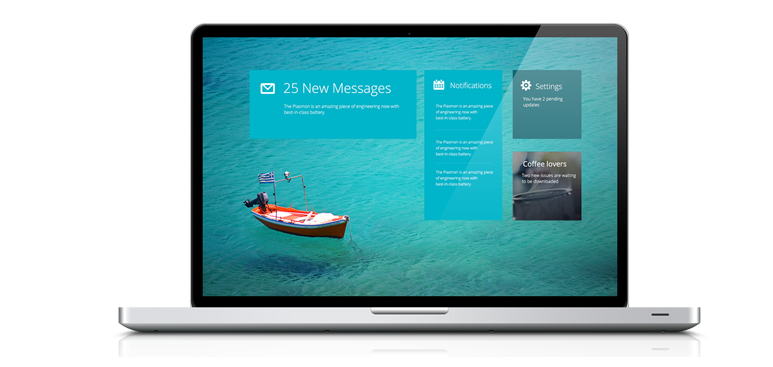 25 New Messages
The Plasmon is an amazing piece of engineering now with
best-in-class battery
Notifications
The Plasmon is an amazing piece
of engineering now with
best-in-class battery
The Plasmon is an amazing piece
of engineering now with
best-in-class battery
The Plasmon is an amazing piece
of engineering now with
best-in-class battery
Settings
You have 2 pending
updates
Coffee lovers
Two new issues are waiting
to be downloaded